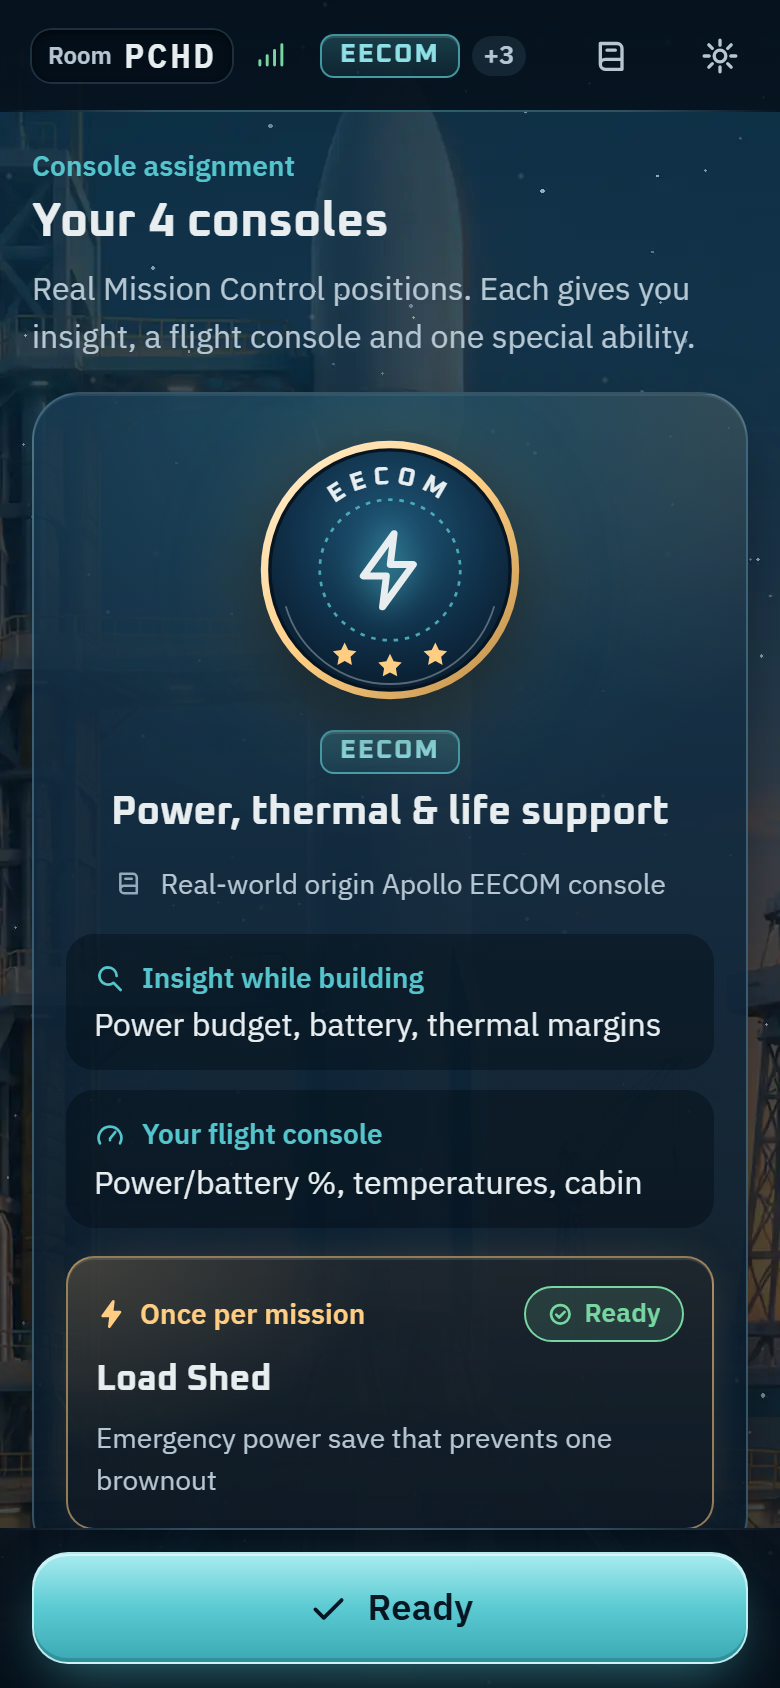 Room PCHD EECOM +3
Console assignment
Your 4 consoles
Real Mission Control positions. Each gives you
insight, a flight console and one special ability.
EECOM
EECOM
Power, thermal & life support
Real-world origin Apollo EECOM console
Insight while building
Power budget, battery, thermal margins
Your flight console
Power/battery %, temperatures, cabin
Once per mission Ready
Load Shed
Emergency power save that prevents one
brownout
Ready